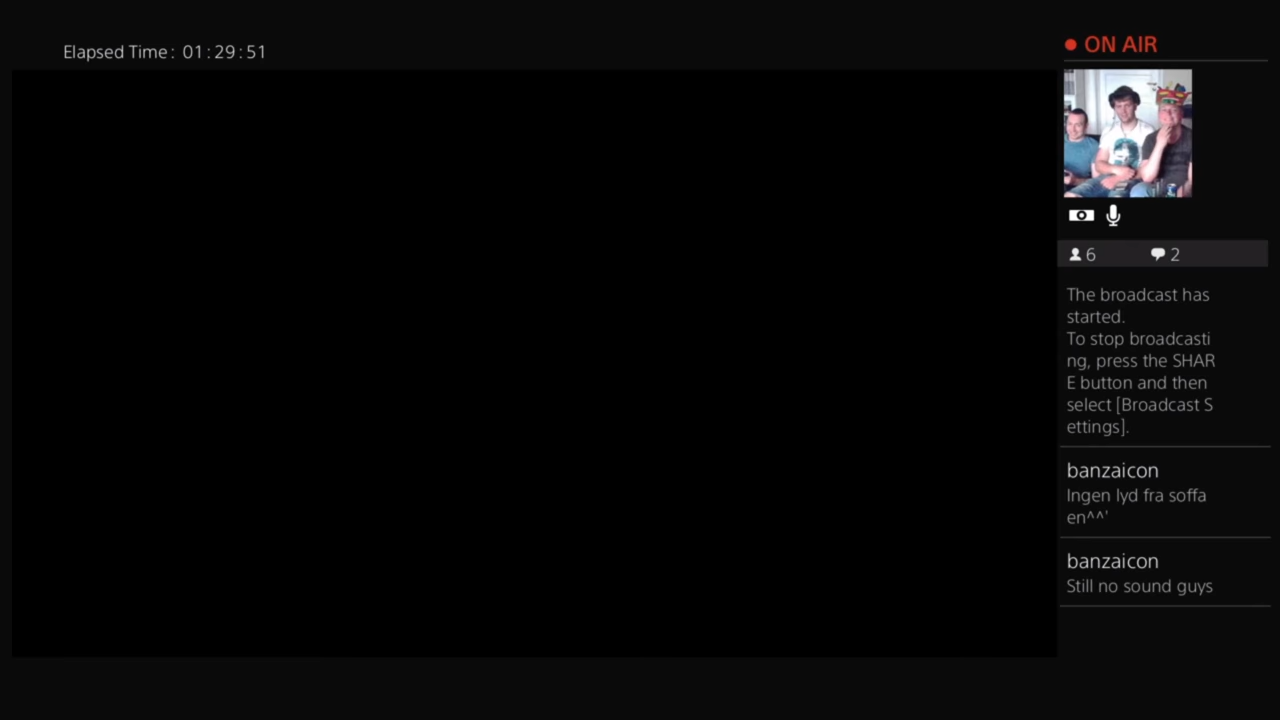 Elapsed Time: 01:29:51
ON AIR
6 2
The broadcast has
started.
To stop broadcasti
ng, press the SHAR
E button and then
select [Broadcast S
ettings].
banzaicon
Ingen lyd fra soffa
en^^'
banzaicon
Still no sound guys